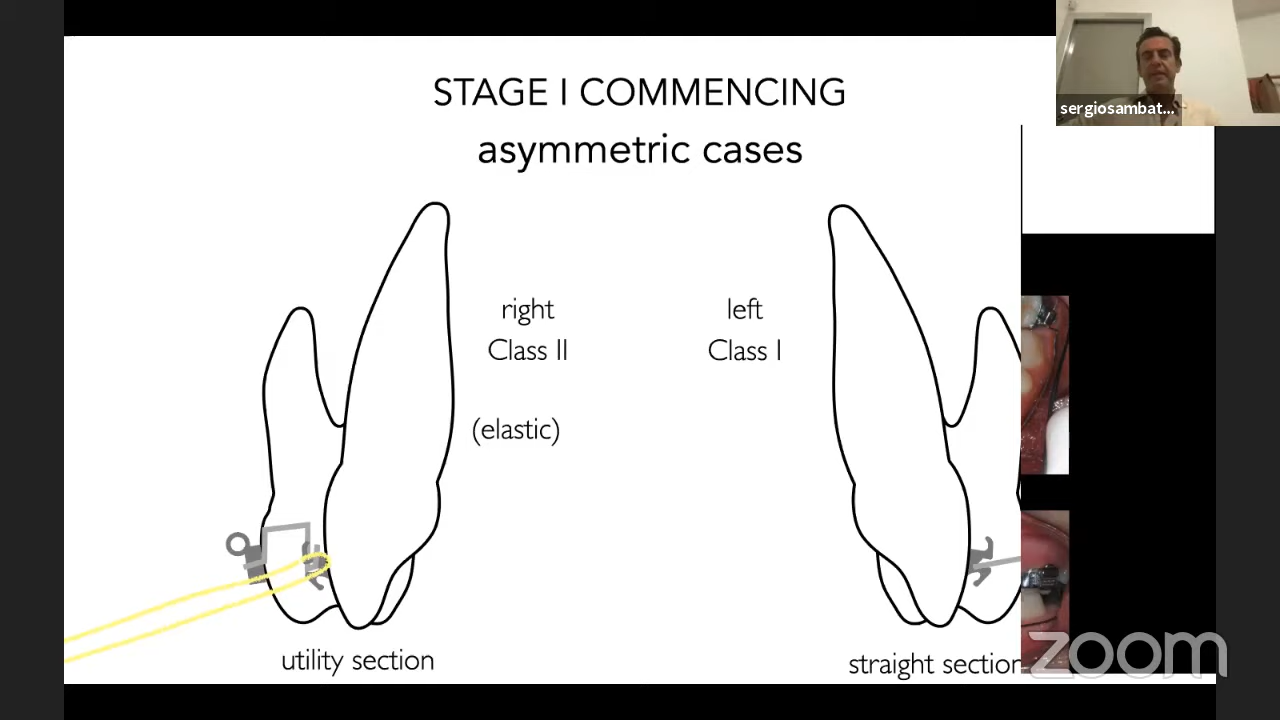 sergiosambat...
STAGE I COMMENCING
asymmetric cases
right
Class II
(elastic)
left
Class I
utility section
straight section
zoom